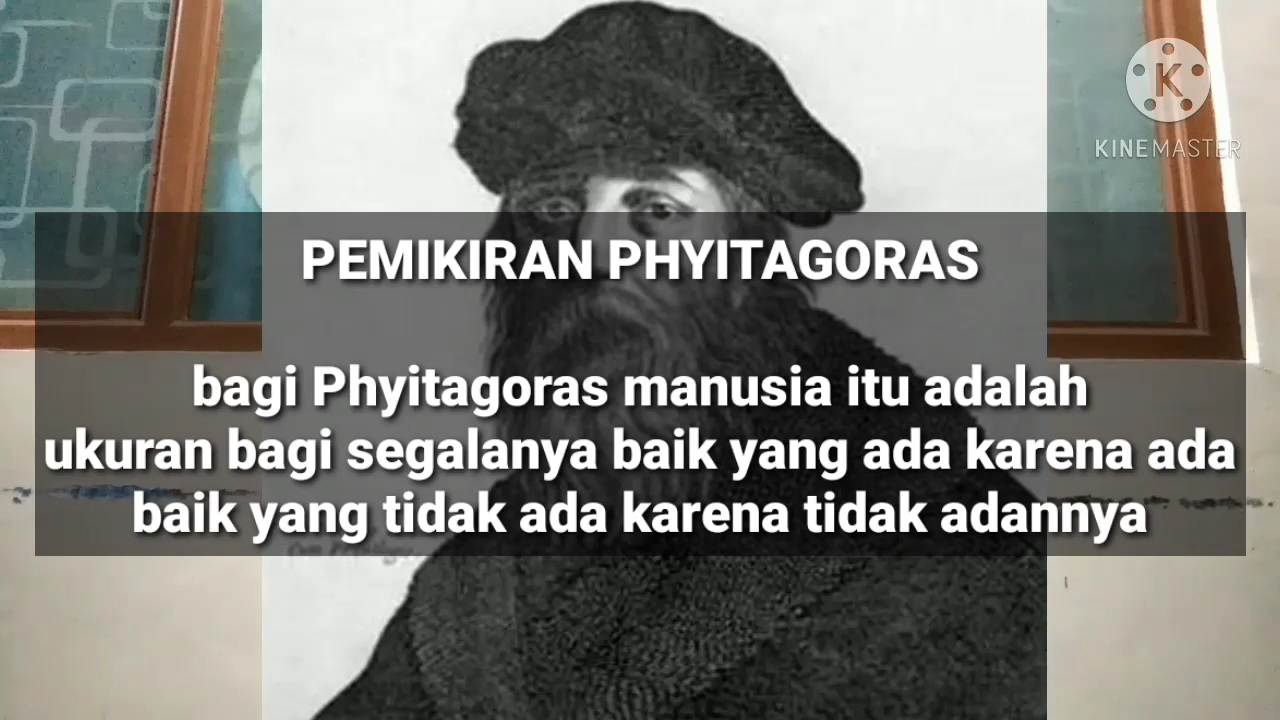 KINEMASTER
PEMIKIRAN PHYITAGORAS
bagi Phyitagoras manusia itu adalah
ukuran bagi segalanya baik yang ada karena ada
baik yang tidak ada karena tidak adannya